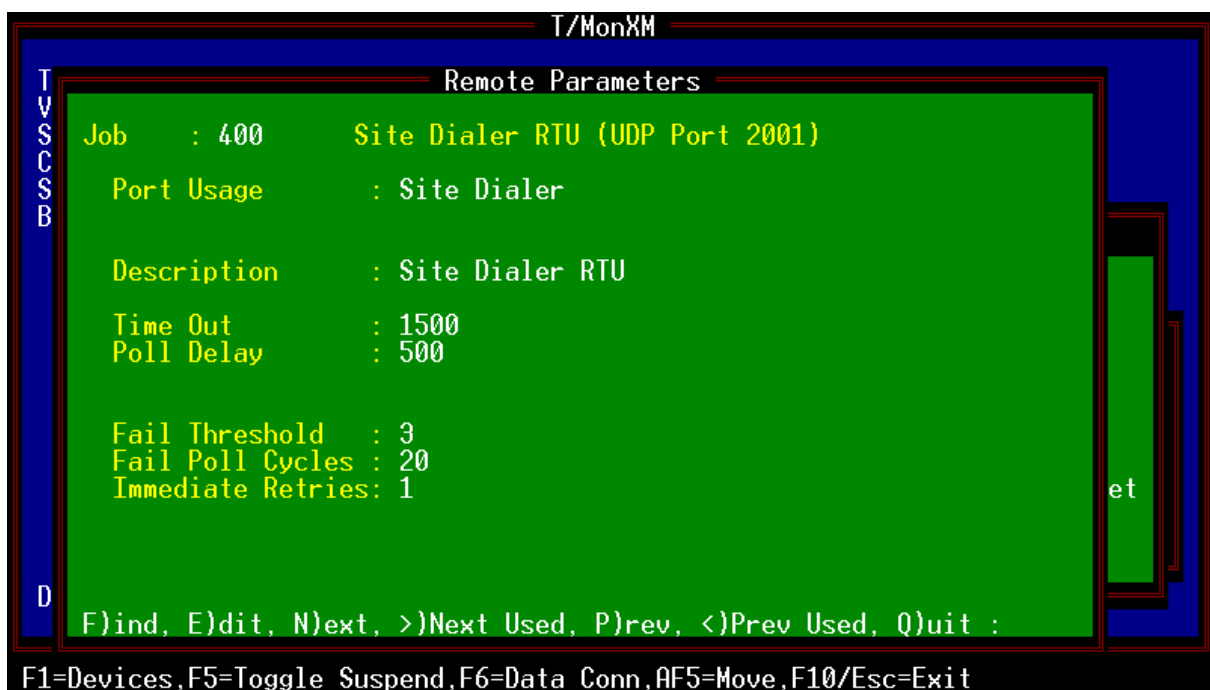 T/MonXM
Remote Parameters
T
V
S
C
S
B
D
Job : 400 Site Dialer RTU (UDP Port 2001)
Port Usage : Site Dialer
Description : Site Dialer RTU
Time Out : 1500
Poll Delay : 500
Fail Threshold : 3
Fail Poll Cycles : 20
Immediate Retries: 1
et
F)ind, E)dit, N)ext, >)Next Used, P)rev, <)Prev Used, Q)uit :
F1=Devices,F5=Toggle Suspend,F6=Data Conn,AF5=Move,F10/Esc=Exit